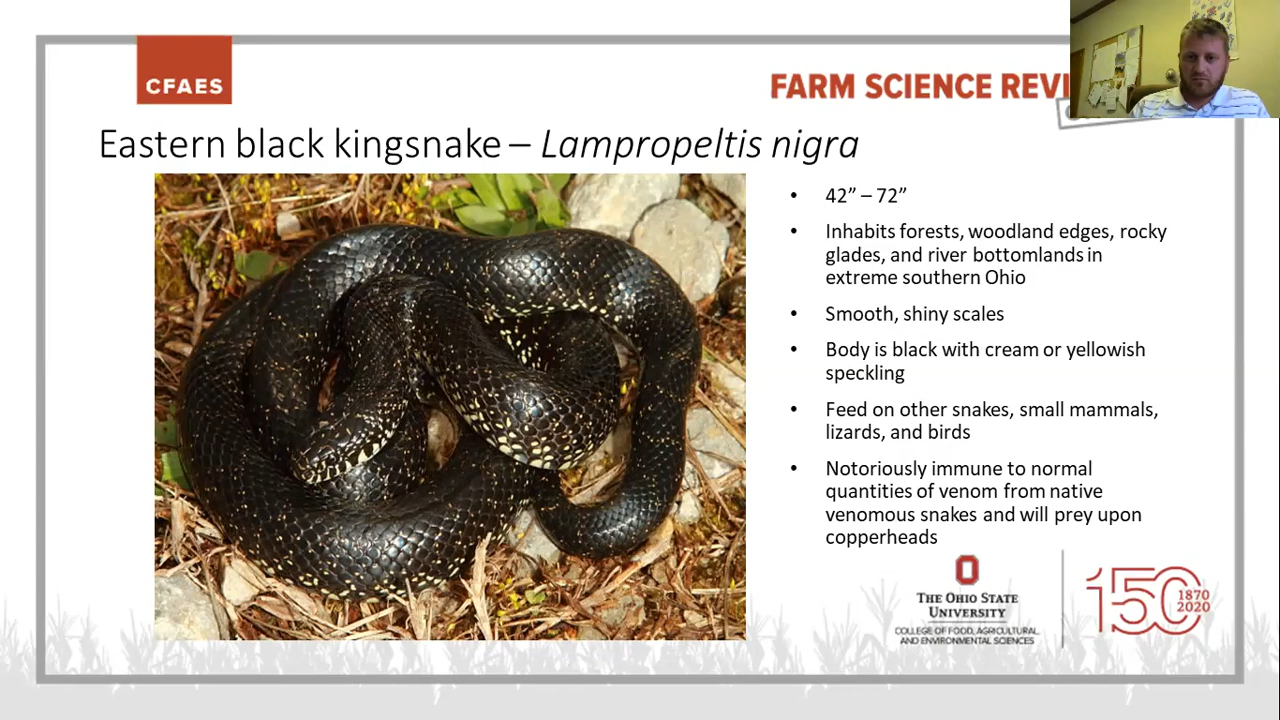 CFAES
FARM SCIENCE REVI
Eastern black kingsnake – Lampropeltis nigra
• 42” – 72”
• Inhabits forests, woodland edges, rocky
glades, and river bottomlands in
extreme southern Ohio
• Smooth, shiny scales
• Body is black with cream or yellowish
speckling
• Feed on other snakes, small mammals,
lizards, and birds
• Notoriously immune to normal
quantities of venom from native
venomous snakes and will prey upon
copperheads
THE OHIO STATE
UNIVERSITY
COLLEGE OF FOOD, AGRICULTURAL,
AND ENVIRONMENTAL SCIENCES
150
1870
2020